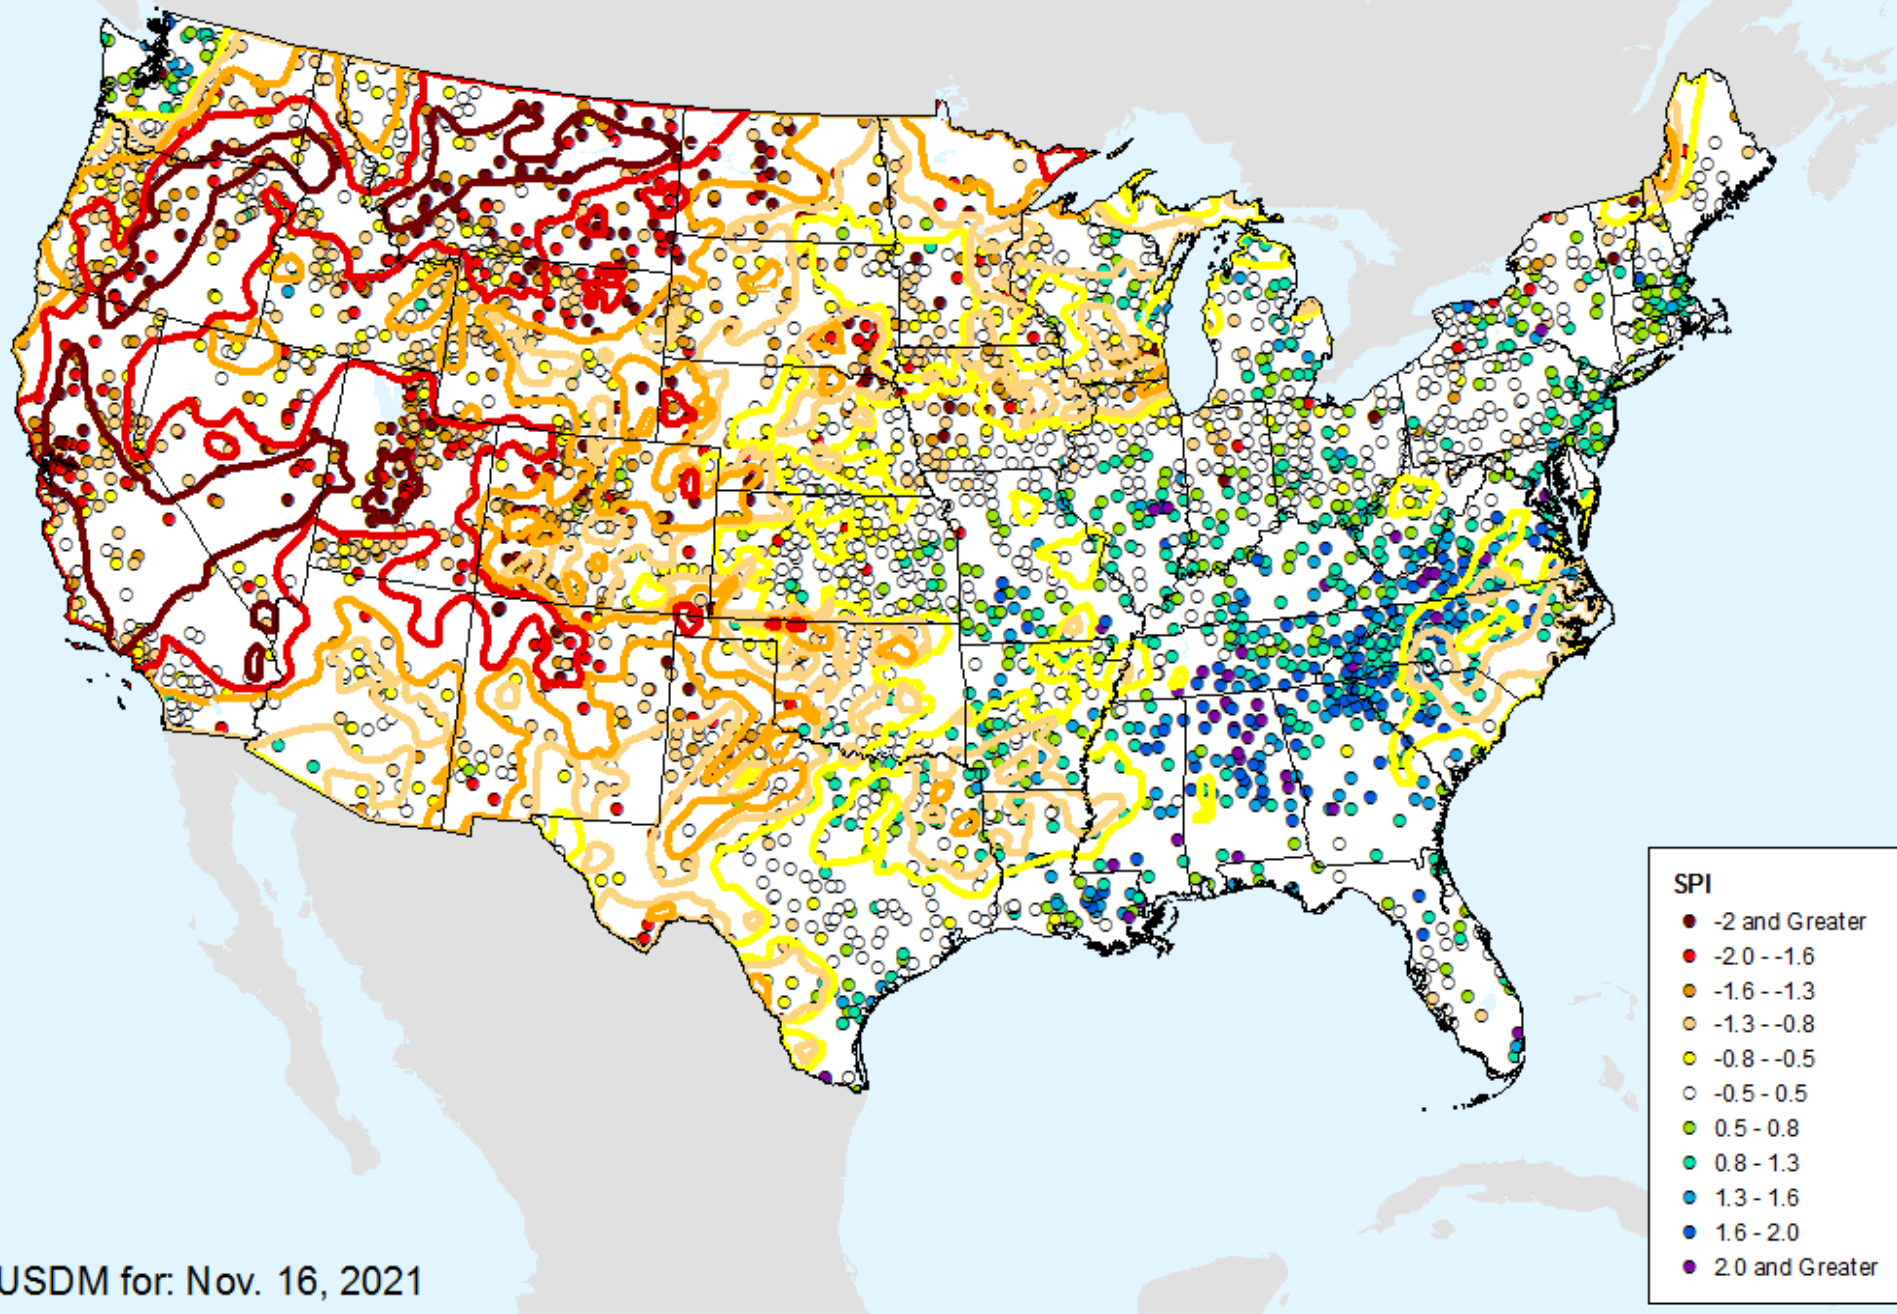 SPI
-2 and Greater
-2.0 - -1.6
-1.6 - -1.3
-1.3 - -0.8
-0.8 - -0.5
-0.5 - 0.5
0.5 - 0.8
0.8 - 1.3
1.3 - 1.6
1.6 - 2.0
2.0 and Greater
USDM for: Nov. 16, 2021